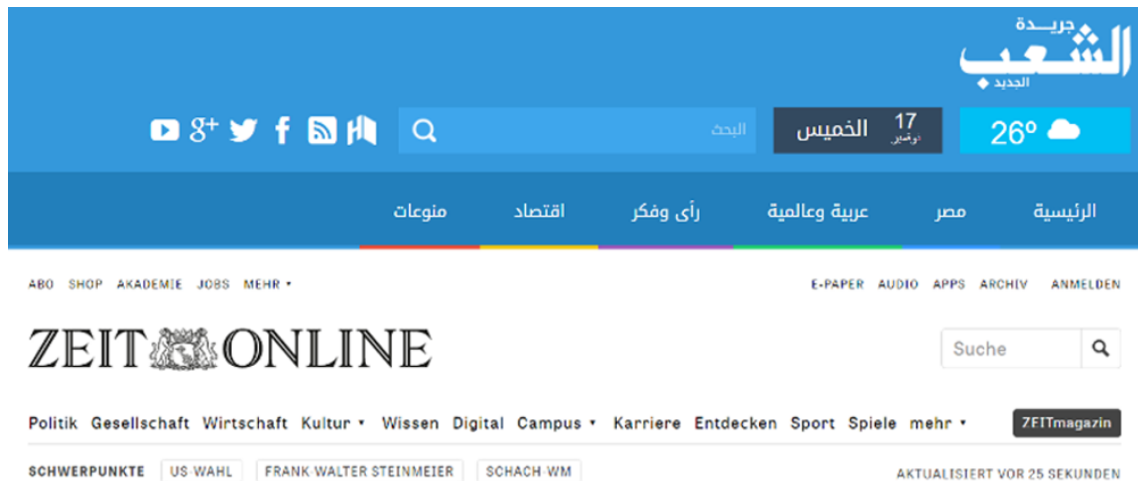 جريـــدة
الشعب
الجديد
26° 17 نوفمبر الخميس البحث
الرئيسية مصر عربية وعالمية رأى وفكر اقتصاد منوعات
ABO SHOP AKADEMIE JOBS MEHR E-PAPER AUDIO APPS ARCHIV ANMELDEN
ZEIT ONLINE Suche
Politik Gesellschaft Wirtschaft Kultur Wissen Digital Campus Karriere Entdecken Sport Spiele mehr ZEITmagazin
SCHWERPUNKTE US-WAHL FRANK-WALTER STEINMEIER SCHACH-WM AKTUALISIERT VOR 25 SEKUNDEN